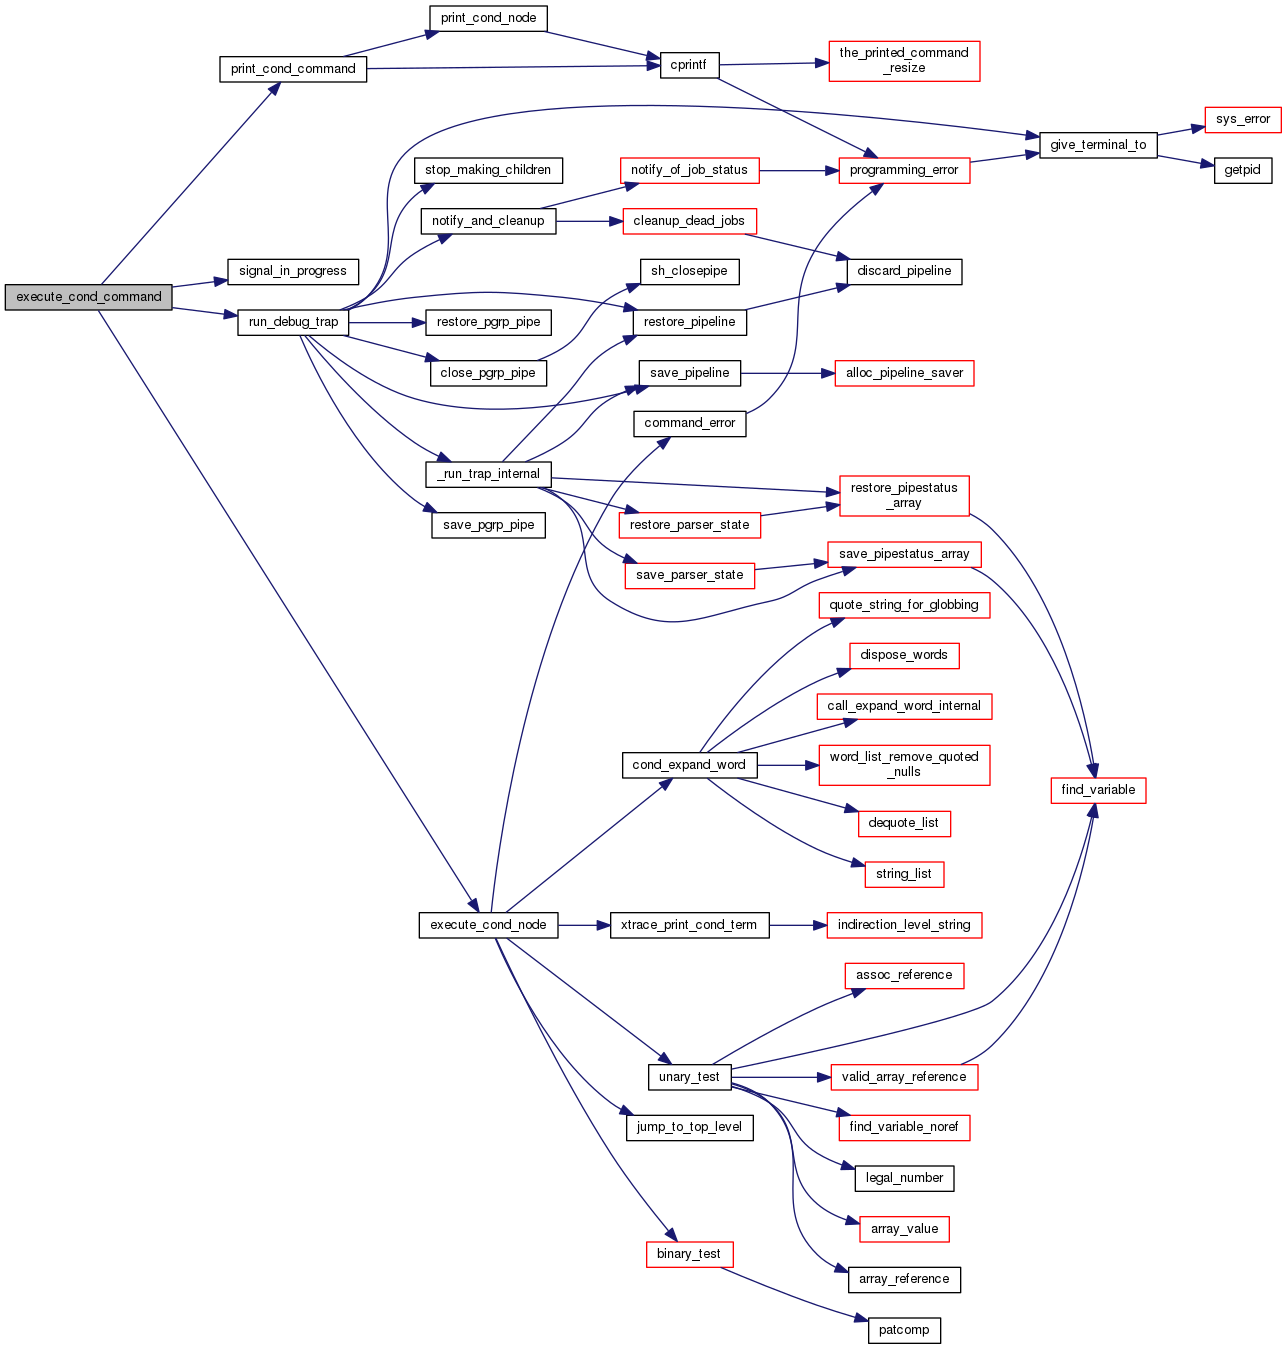 print_cond_node
print_cond_command
cprintf
the_printed_command
_resize
sys_error
give_terminal_to
getpid
stop_making_children
notify_of_job_status
programming_error
notify_and_cleanup
cleanup_dead_jobs
signal_in_progress
sh_closepipe
discard_pipeline
execute_cond_command
run_debug_trap
restore_pgrp_pipe
restore_pipeline
close_pgrp_pipe
save_pipeline
alloc_pipeline_saver
command_error
_run_trap_internal
restore_pipestatus
_array
save_pgrp_pipe
restore_parser_state
save_pipestatus_array
save_parser_state
quote_string_for_globbing
dispose_words
call_expand_word_internal
cond_expand_word
word_list_remove_quoted
_nulls
find_variable
dequote_list
string_list
execute_cond_node
xtrace_print_cond_term
indirection_level_string
assoc_reference
unary_test
valid_array_reference
jump_to_top_level
find_variable_noref
legal_number
array_value
binary_test
array_reference
patcomp